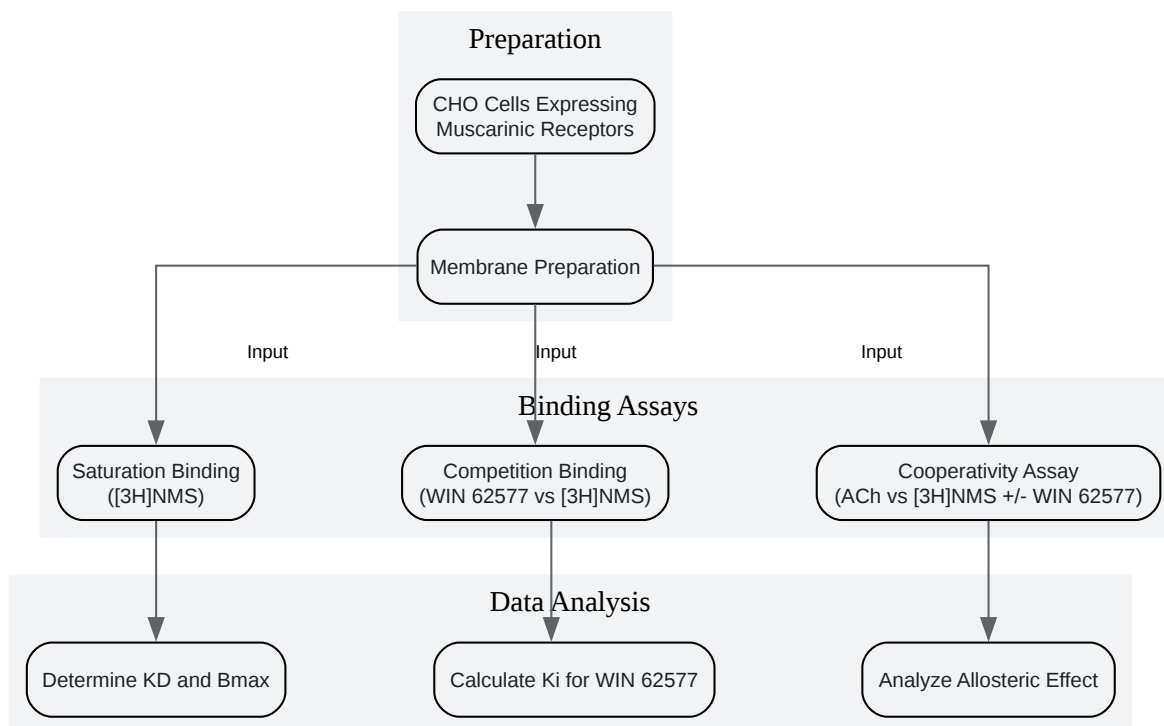 Preparation
CHO Cells Expressing
Muscarinic Receptors
Membrane Preparation
Input
Input
Input
Binding Assays
Saturation Binding
([3H]NMS)
Competition Binding
(WIN 62577 vs [3H]NMS)
Cooperativity Assay
(ACh vs [3H]NMS +/- WIN 62577)
Data Analysis
Determine KD and Bmax
Calculate Ki for WIN 62577
Analyze Allosteric Effect